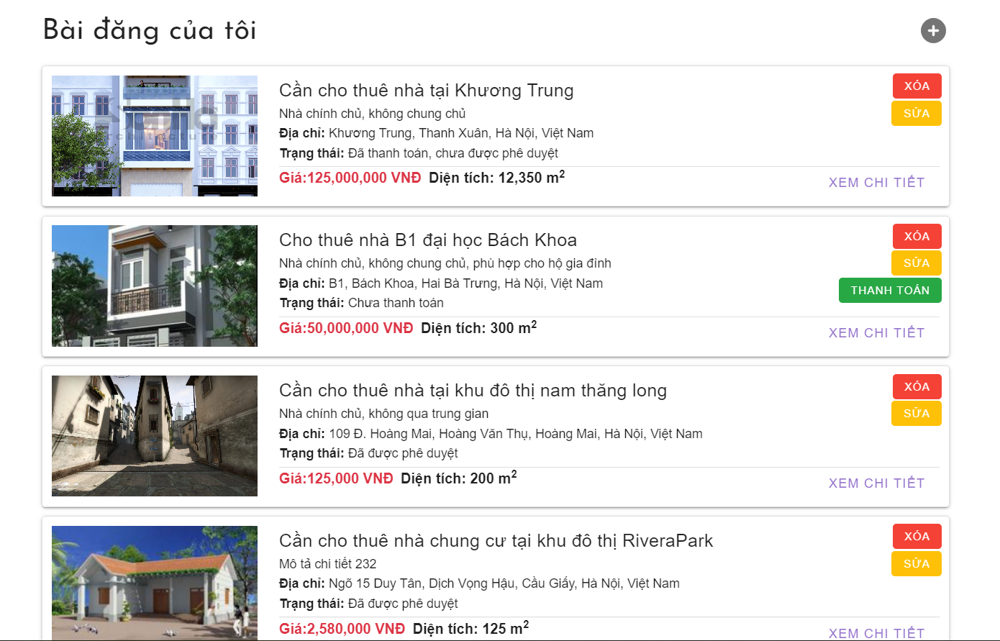 Bài đăng của tôi
Cần cho thuê nhà tại Khương Trung
XÓA
Nhà chính chủ, không chung chủ
SỬA
Địa chỉ: Khương Trung, Thanh Xuân, Hà Nội, Việt Nam
Trạng thái: Đã thanh toán, chưa được phê duyệt
Giá:125,000,000 VNĐ Diện tích: 12,350 m²
XEM CHI TIẾT
Cho thuê nhà B1 đại học Bách Khoa
XÓA
Nhà chính chủ, không chung chủ, phù hợp cho hộ gia đình
SỬA
Địa chỉ: B1, Bách Khoa, Hai Bà Trưng, Hà Nội, Việt Nam
THANH TOÁN
Trạng thái: Chưa thanh toán
Giá:50,000,000 VNĐ Diện tích: 300 m²
XEM CHI TIẾT
Cần cho thuê nhà tại khu đô thị nam thăng long
XÓA
Nhà chính chủ, không qua trung gian
SỬA
Địa chỉ: 109 Đ. Hoàng Mai, Hoàng Văn Thụ, Hoàng Mai, Hà Nội, Việt Nam
Trạng thái: Đã được phê duyệt
Giá:125,000 VNĐ Diện tích: 200 m²
XEM CHI TIẾT
Cần cho thuê nhà chung cư tại khu đô thị RiveraPark
XÓA
Mô tả chi tiết 232
SỬA
Địa chỉ: Ngõ 15 Duy Tân, Dịch Vọng Hậu, Cầu Giấy, Hà Nội, Việt Nam
Trạng thái: Đã được phê duyệt
Giá:2,580,000 VNĐ Diện tích: 125 m²
XEM CHI TIẾT